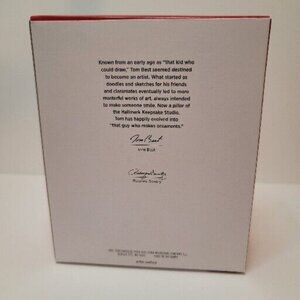 Known from an early age as "that kid who
could draw," Tom Best seemed destined
to become an artist. What started as
doodles and sketches for his friends
and classmates eventually led to more
masterful works of art, always intended
to make someone smile. Now a pillar of
the Hallmark Keepsake Studio,
Tom has happily evolved into
"that guy who makes ornaments."
Tom Best